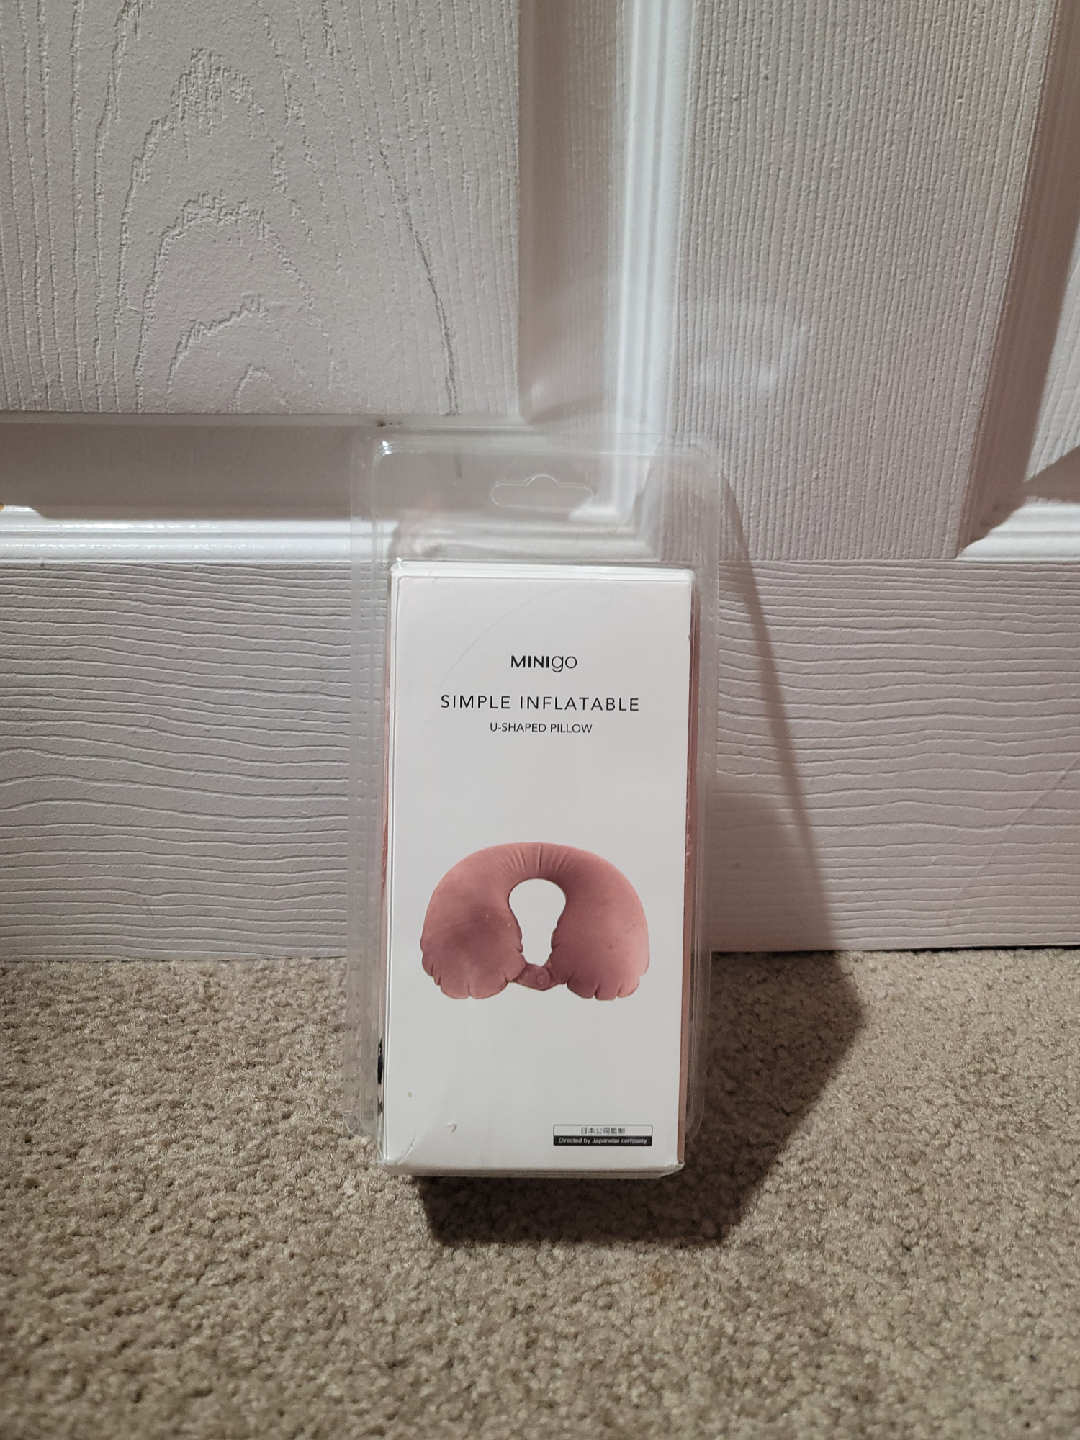 MINIgo
SIMPLE INFLATABLE
U-SHAPED PILLOW
日本公司監制
Directed by Japanese company